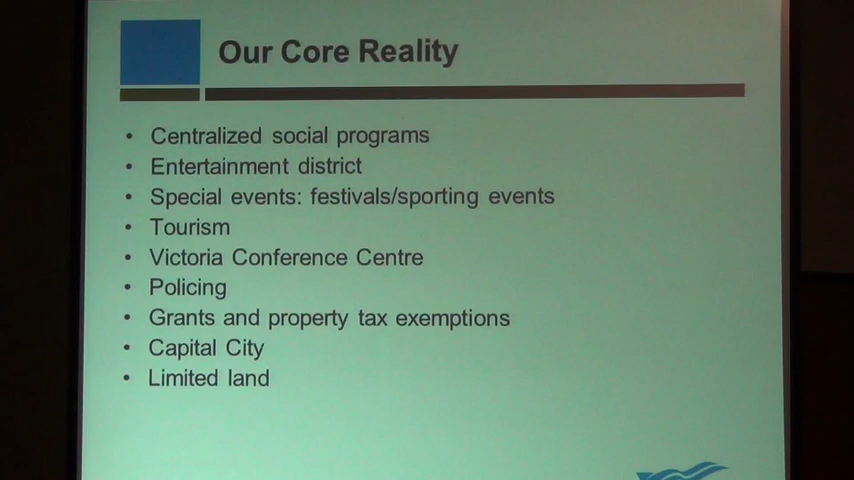 Our Core Reality
• Centralized social programs
• Entertainment district
• Special events: festivals/sporting events
• Tourism
• Victoria Conference Centre
• Policing
• Grants and property tax exemptions
• Capital City
• Limited land